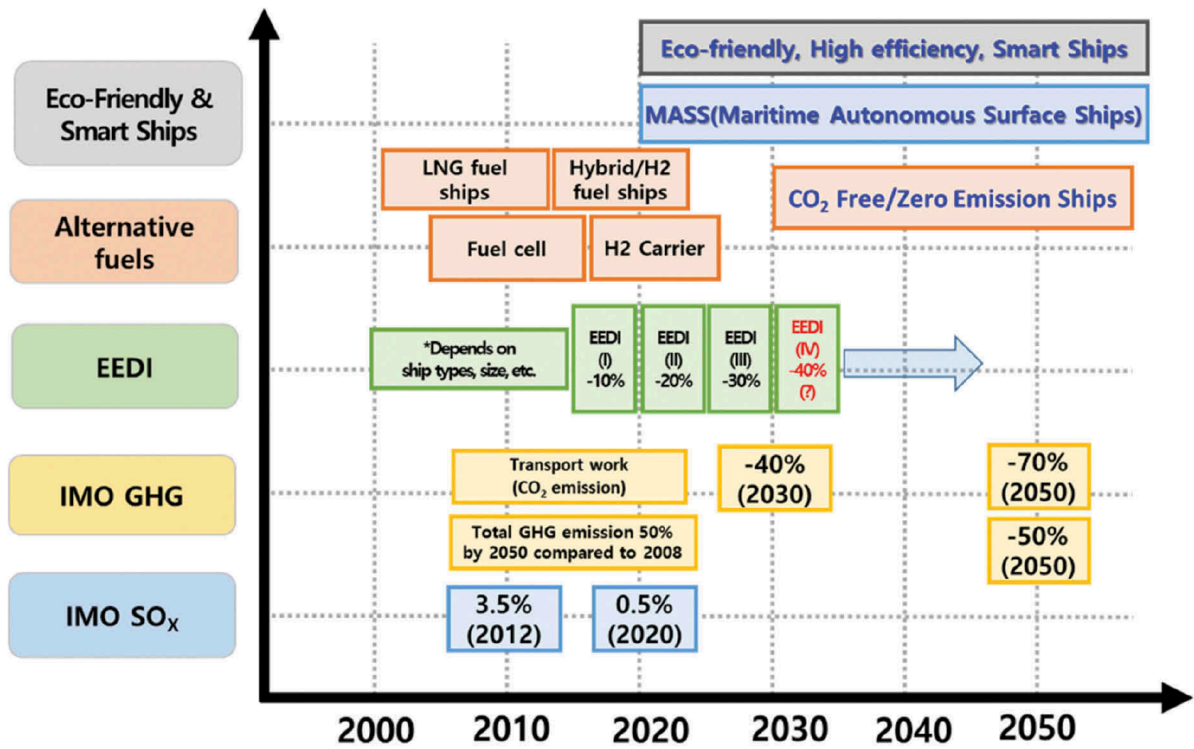 Eco-friendly, High efficiency, Smart Ships
Eco-Friendly &
Smart Ships
MASS(Maritime Autonomous Surface Ships)
LNG fuel
ships
Hybrid/H2
fuel ships
CO₂ Free/Zero Emission Ships
Alternative
fuels
Fuel cell
H2 Carrier
EEDI
*Depends on
ship types, size, etc.
EEDI
(I)
-10%
EEDI
(II)
-20%
EEDI
(III)
-30%
EEDI
(IV)
-40%
(?)
IMO GHG
Transport work
(CO₂ emission)
-40%
(2030)
-70%
(2050)
Total GHG emission 50%
by 2050 compared to 2008
-50%
(2050)
IMO SOₓ
3.5%
(2012)
0.5%
(2020)
2000 2010 2020 2030 2040 2050